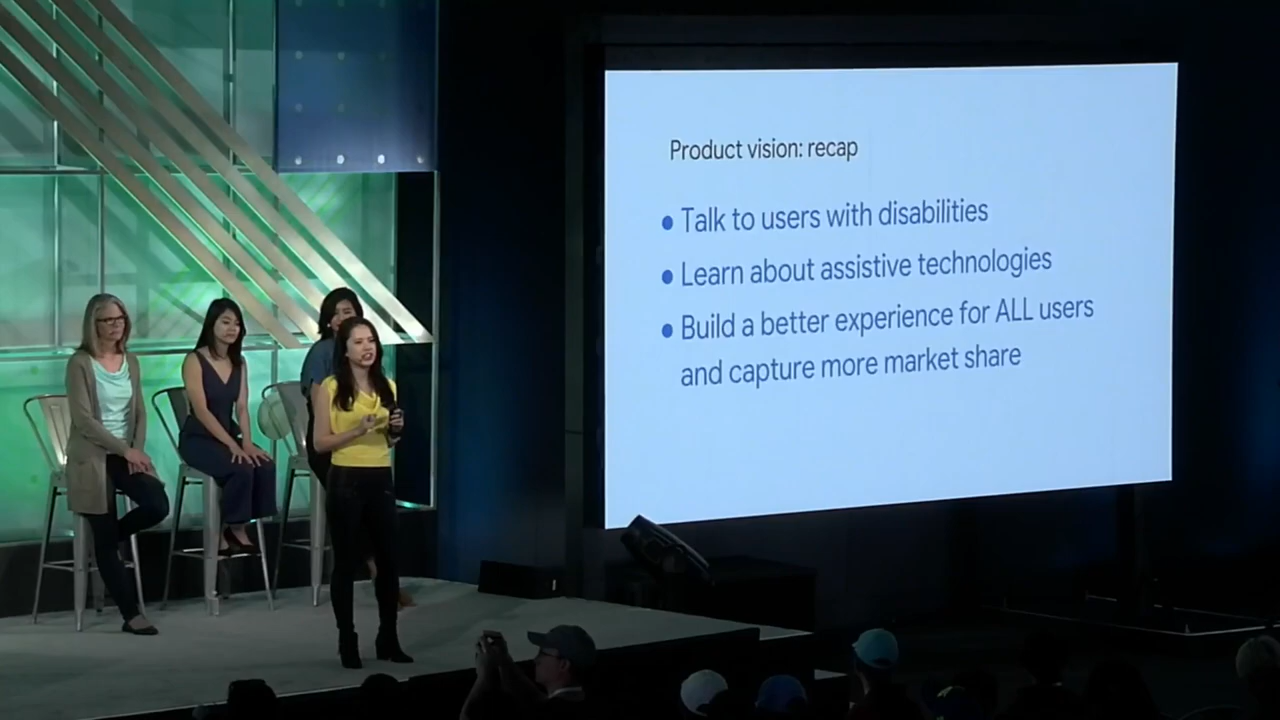 Product vision: recap
● Talk to users with disabilities
● Learn about assistive technologies
● Build a better experience for ALL users
and capture more market share